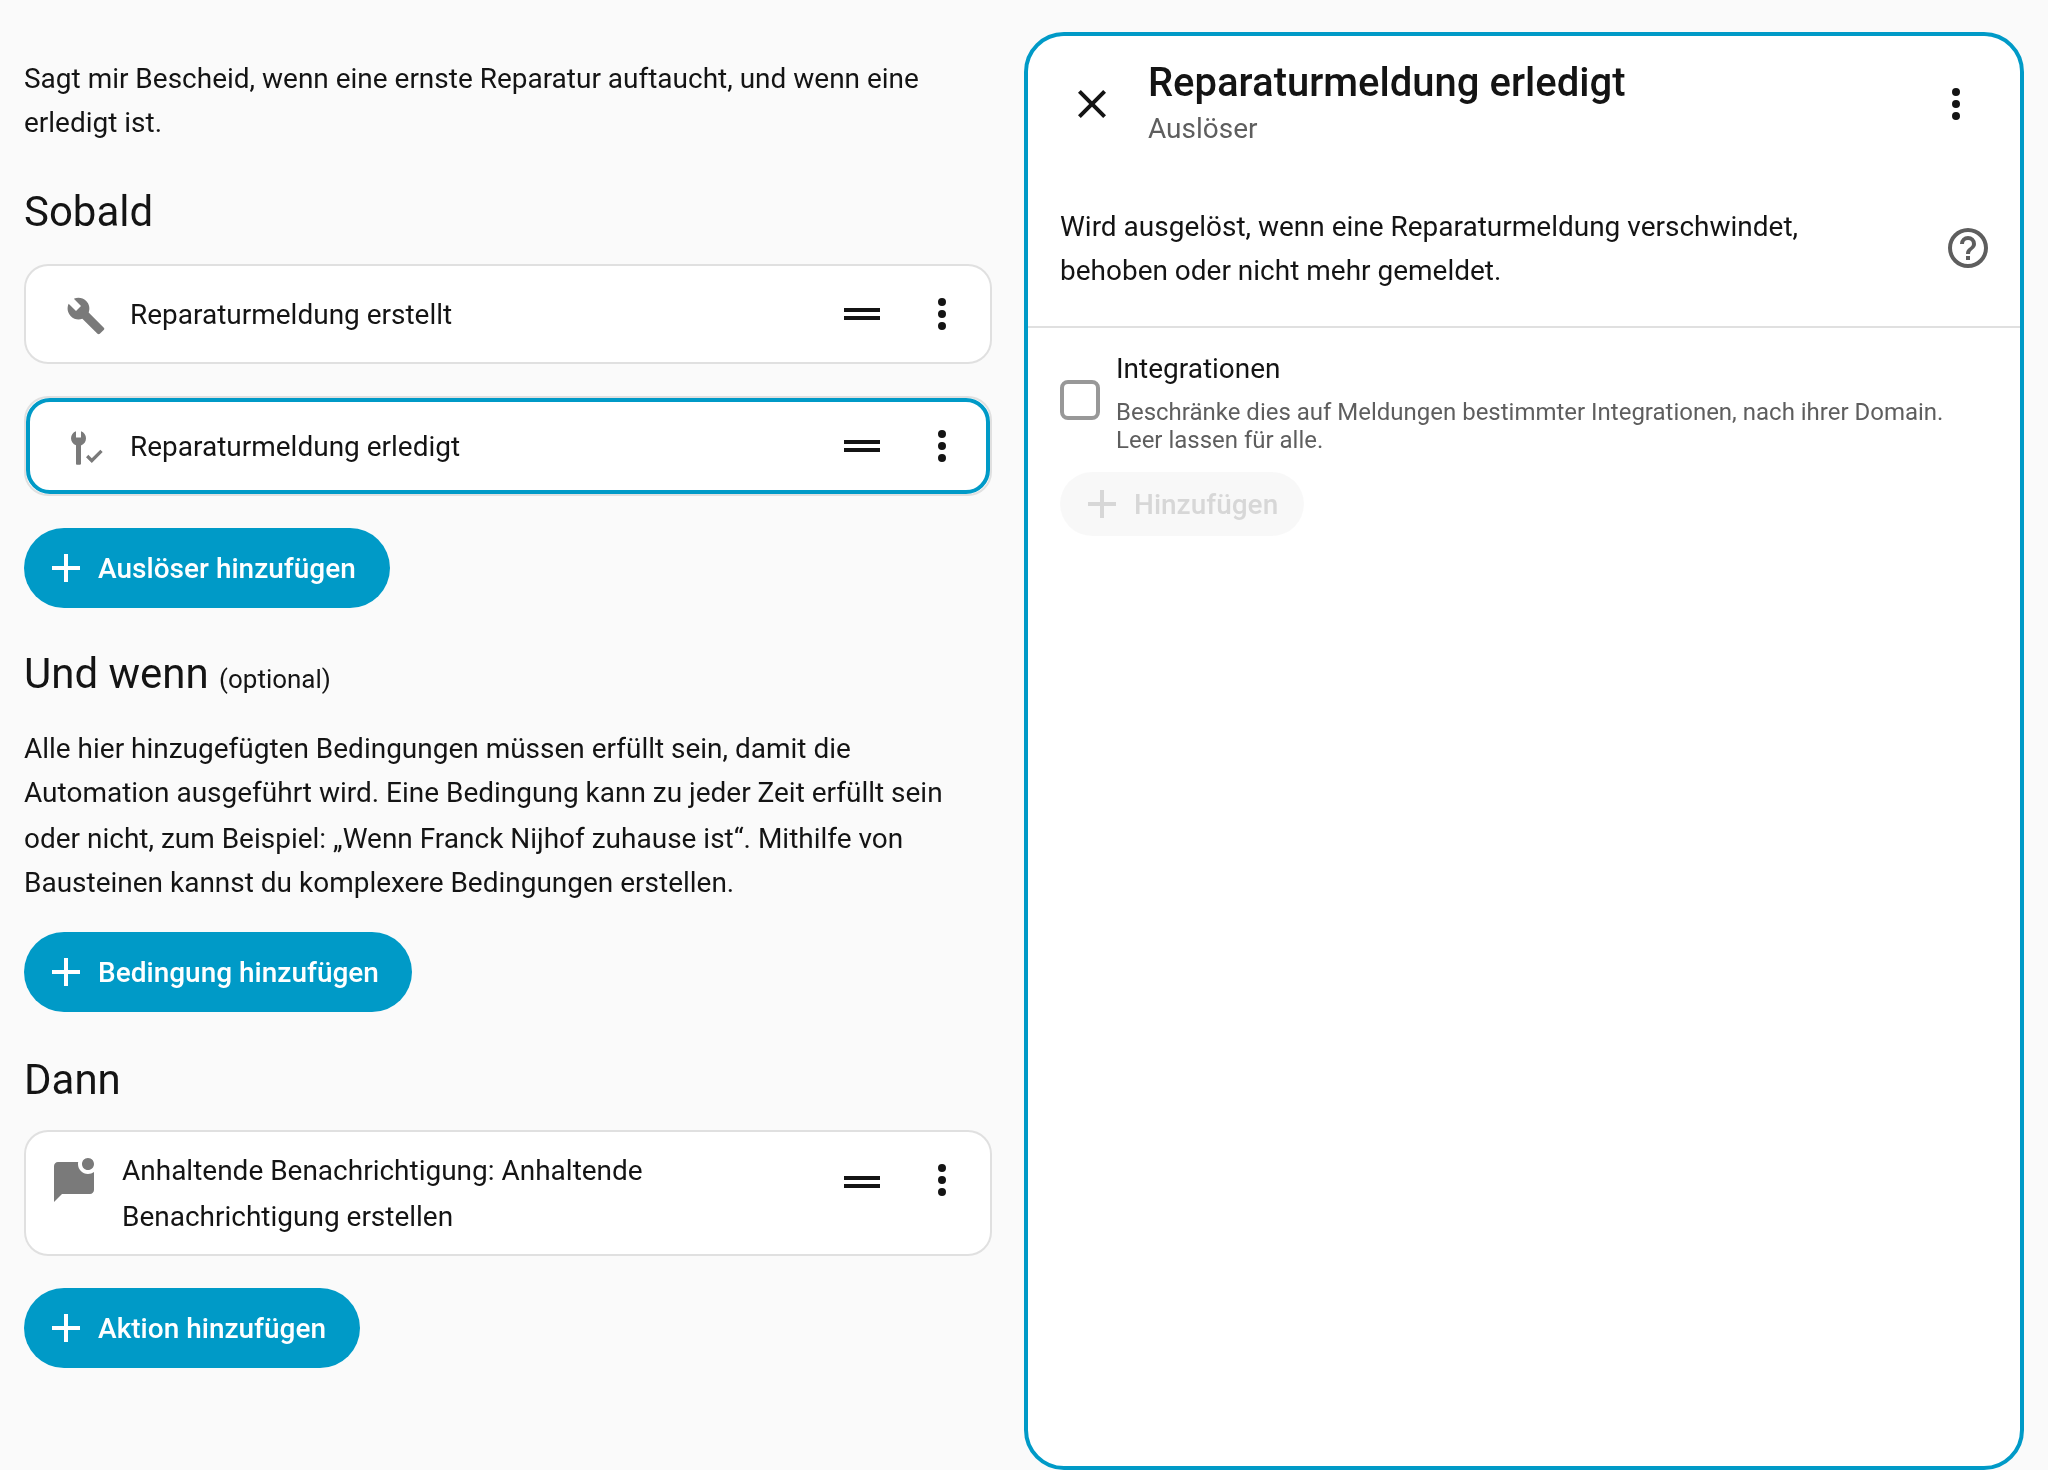 Sagt mir Bescheid, wenn eine ernste Reparatur auftaucht, und wenn eine
erledigt ist.
Sobald
Reparaturmeldung erstellt
Reparaturmeldung erledigt
Auslöser hinzufügen
Und wenn (optional)
Alle hier hinzugefügten Bedingungen müssen erfüllt sein, damit die
Automation ausgeführt wird. Eine Bedingung kann zu jeder Zeit erfüllt sein
oder nicht, zum Beispiel: „Wenn Franck Nijhof zuhause ist“. Mithilfe von
Bausteinen kannst du komplexere Bedingungen erstellen.
Bedingung hinzufügen
Dann
Anhaltende Benachrichtigung: Anhaltende
Benachrichtigung erstellen
Aktion hinzufügen
Reparaturmeldung erledigt
Auslöser
Wird ausgelöst, wenn eine Reparaturmeldung verschwindet,
behoben oder nicht mehr gemeldet.
Integrationen
Beschränke dies auf Meldungen bestimmter Integrationen, nach ihrer Domain.
Leer lassen für alle.
Hinzufügen